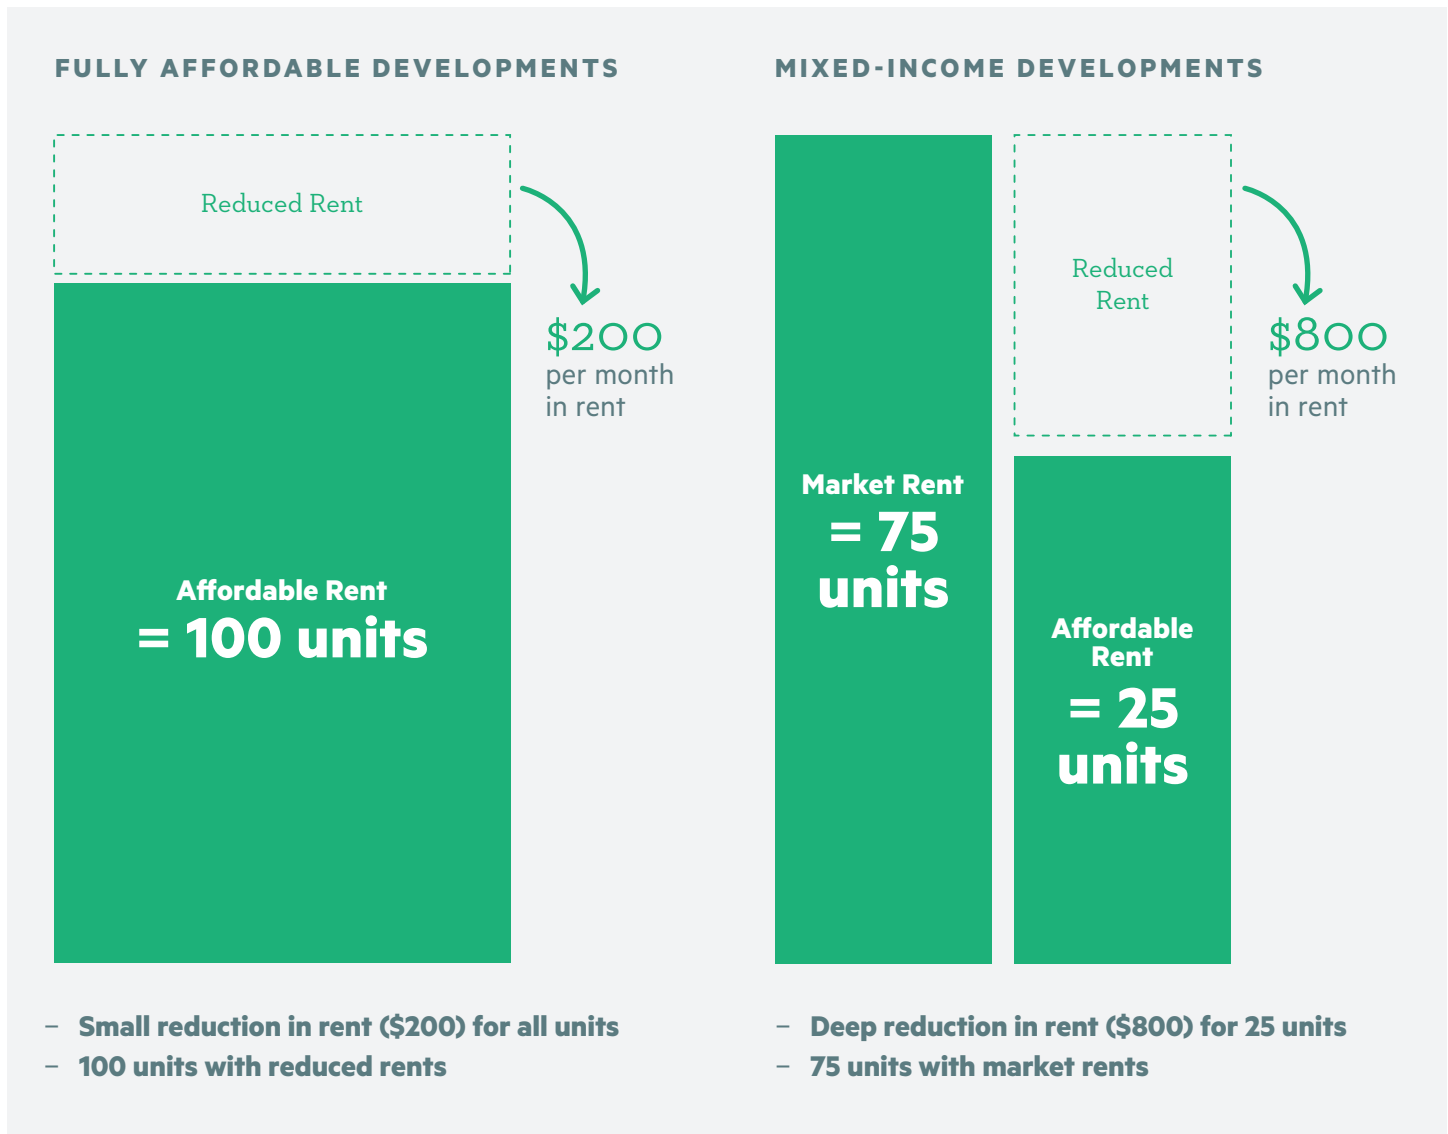 FULLY AFFORDABLE DEVELOPMENTS
Reduced Rent
$200
per month
in rent
Affordable Rent
= 100 units
– Small reduction in rent ($200) for all units
– 100 units with reduced rents
MIXED-INCOME DEVELOPMENTS
Market Rent
= 75
units
Reduced
Rent
$800
per month
in rent
Affordable
Rent
= 25
units
– Deep reduction in rent ($800) for 25 units
– 75 units with market rents